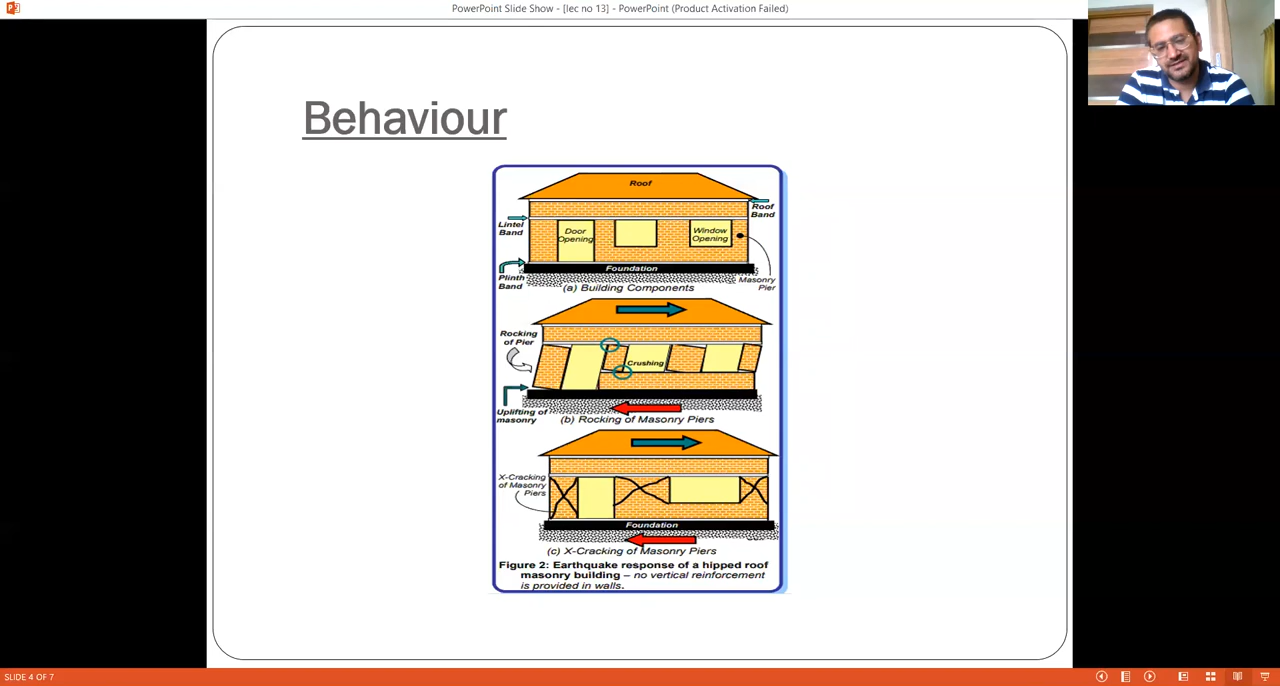 PowerPoint Slide Show - [lec no 13] - PowerPoint (Product Activation Failed)
Behaviour
Roof
Roof
Band
Lintel
Band
Door
Opening
Window
Opening
Foundation
Plinth
Band
Masonry
Pier
(a) Building Components
Rocking
of Pier
Crushing
Uplifting of
masonry
(b) Rocking of Masonry Piers
X-Cracking
of Masonry
Piers
Foundation
(c) X-Cracking of Masonry Piers
Figure 2: Earthquake response of a hipped roof
masonry building – no vertical reinforcement
is provided in walls.
SLIDE 4 OF 7